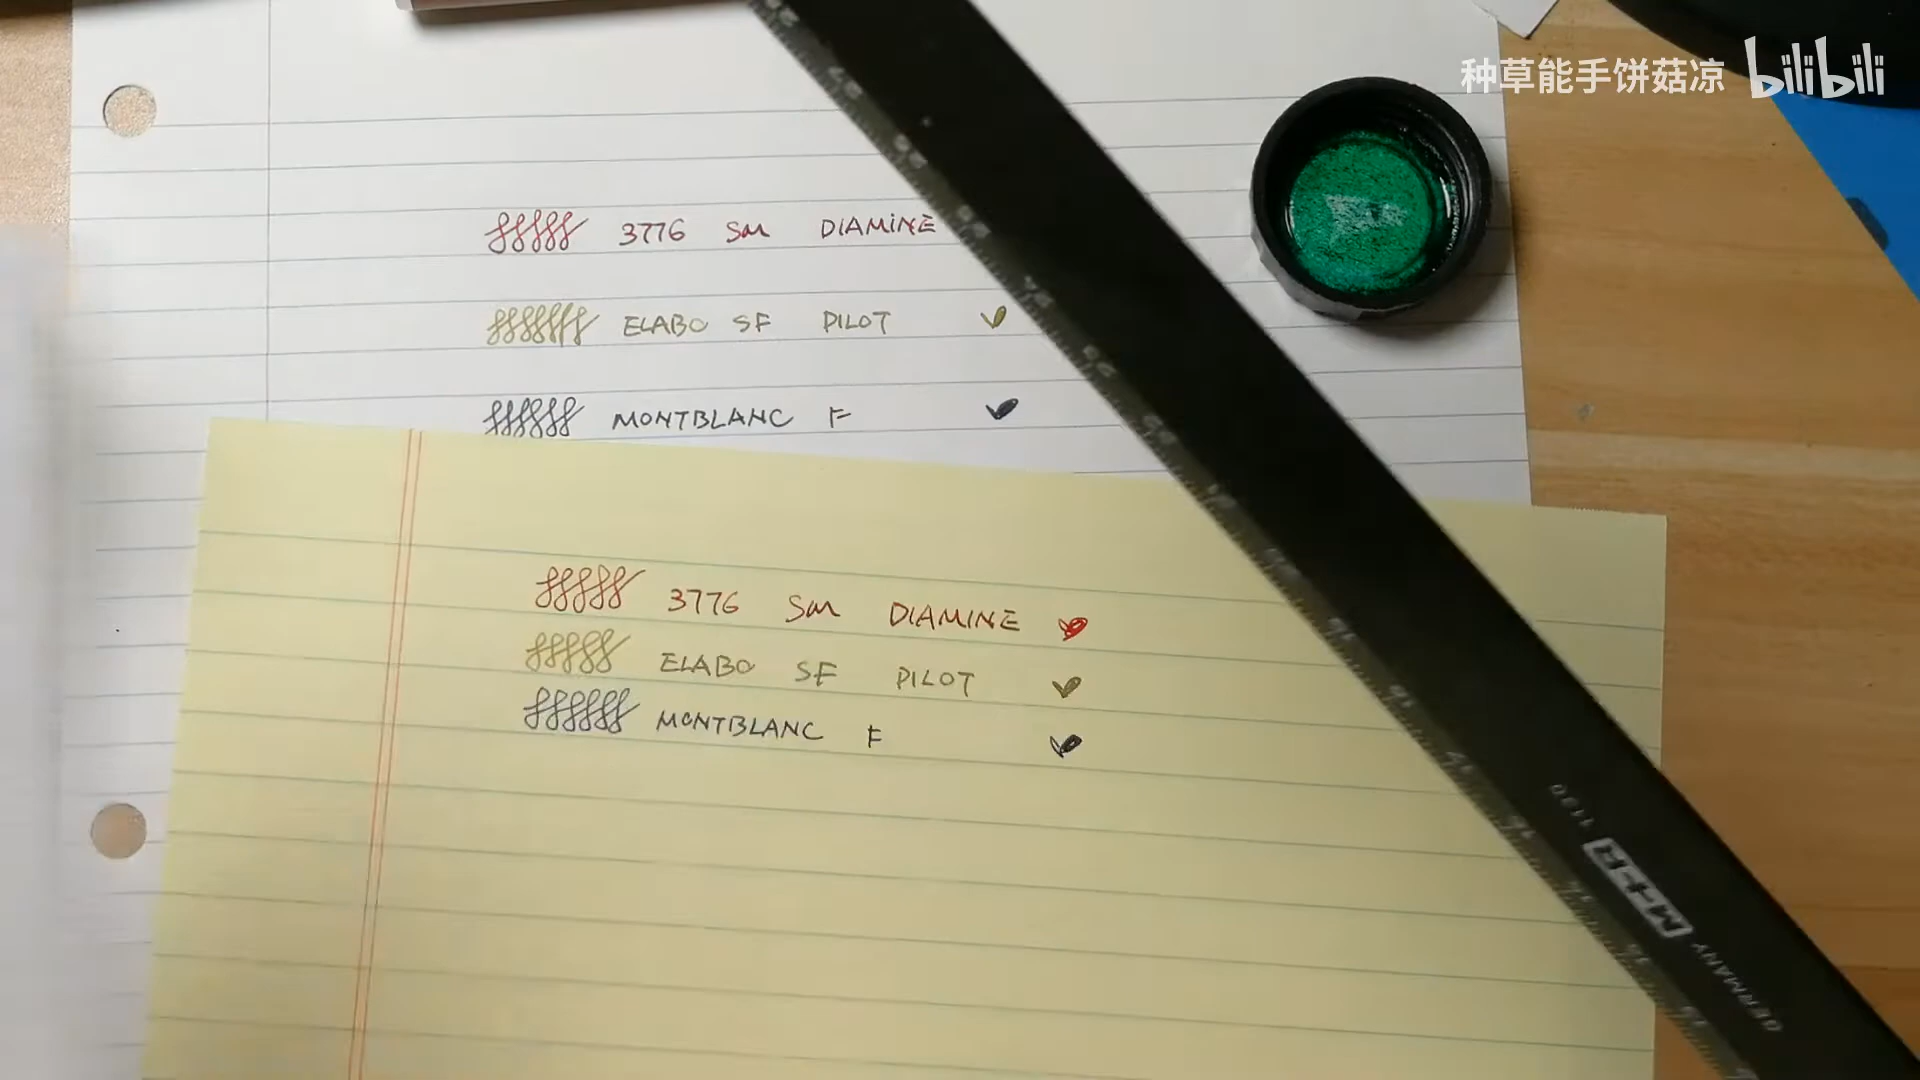 种草能手饼菇凉 bilibili
3776 SM DIAMINE
ELABO SF PILOT
MONTBLANC F
3776 SM DIAMINE
ELABO SF PILOT
MONTBLANC F
1130
M+R
GERMANY